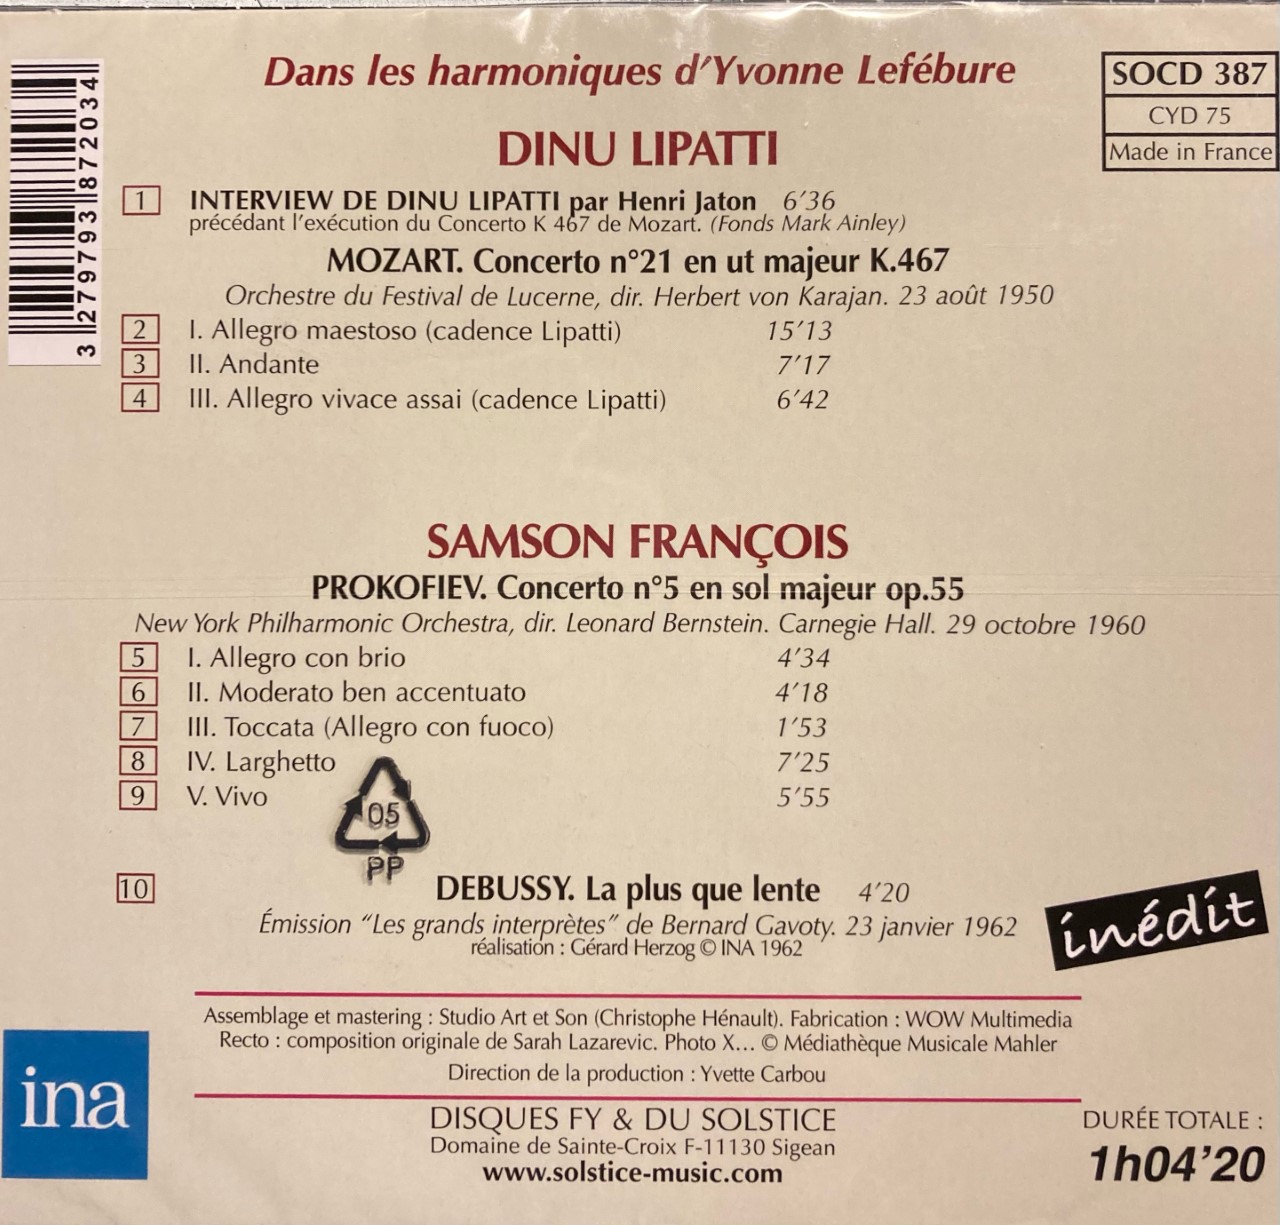 Dans les harmoniques d'Yvonne Lefébure
SOCD 387
CYD 75
Made in France
3 279793 872034
DINU LIPATTI
1 INTERVIEW DE DINU LIPATTI par Henri Jaton 6'36
précédant l'exécution du Concerto K 467 de Mozart. (Fonds Mark Ainley)
MOZART. Concerto n°21 en ut majeur K.467
Orchestre du Festival de Lucerne, dir. Herbert von Karajan. 23 août 1950
2 I. Allegro maestoso (cadence Lipatti) 15'13
3 II. Andante 7'17
4 III. Allegro vivace assai (cadence Lipatti) 6'42
SAMSON FRANÇOIS
PROKOFIEV. Concerto n°5 en sol majeur op.55
New York Philharmonic Orchestra, dir. Leonard Bernstein. Carnegie Hall. 29 octobre 1960
5 I. Allegro con brio 4'34
6 II. Moderato ben accentuato 4'18
7 III. Toccata (Allegro con fuoco) 1'53
8 IV. Larghetto 7'25
9 V. Vivo 5'55
05
PP
10 DEBUSSY. La plus que lente 4'20
Émission "Les grands interprètes" de Bernard Gavoty. 23 janvier 1962
réalisation : Gérard Herzog © INA 1962
inédit
Assemblage et mastering : Studio Art et Son (Christophe Hénault). Fabrication : WOW Multimedia
Recto : composition originale de Sarah Lazarevic. Photo X... © Médiathèque Musicale Mahler
Direction de la production : Yvette Carbou
ina
DISQUES FY & DU SOLSTICE
Domaine de Sainte-Croix F-11130 Sigean
www.solstice-music.com
DURÉE TOTALE :
1h04'20